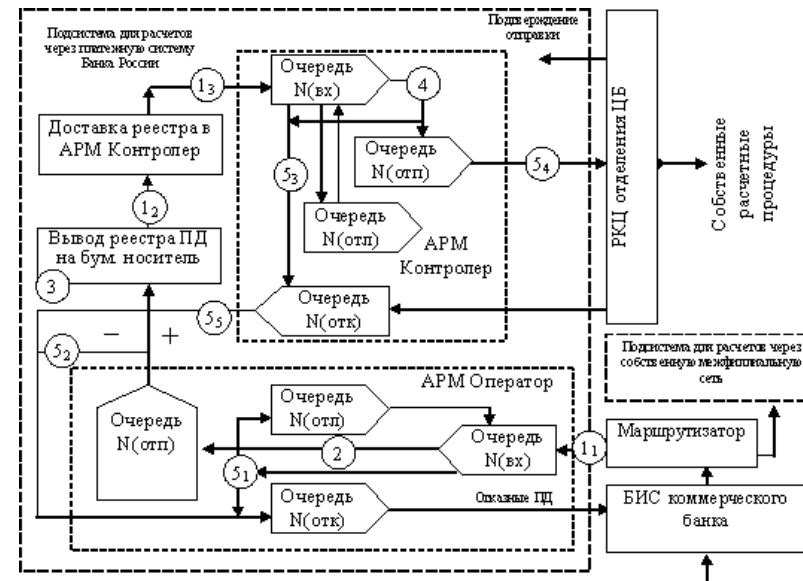 Подсистема для расчетов
через платежную систему
Банка России
Подтверждение
отправки
1₃
Очередь
N(вх)
4
Доставка реестра в
АРМ Контролер
Очередь
N(отп)
5₄
РКЦ отделения ЦБ
Собственные
расчетные
процедуры
5₃
1₂
Очередь
N(отл)
АРМ
Контролер
Вывод реестра ПД
на бум. носитель
3
Очередь
N(отк)
5₅
− +
5₂
Подсистема для расчетов через
собственную межфилиальную
сеть
АРМ Оператор
Очередь
N(отп)
Очередь
N(отл)
2
Очередь
N(вх)
1₁
Маршрутизатор
5₁
Очередь
N(отк)
Отказные ПД
БИС коммерческого
банка